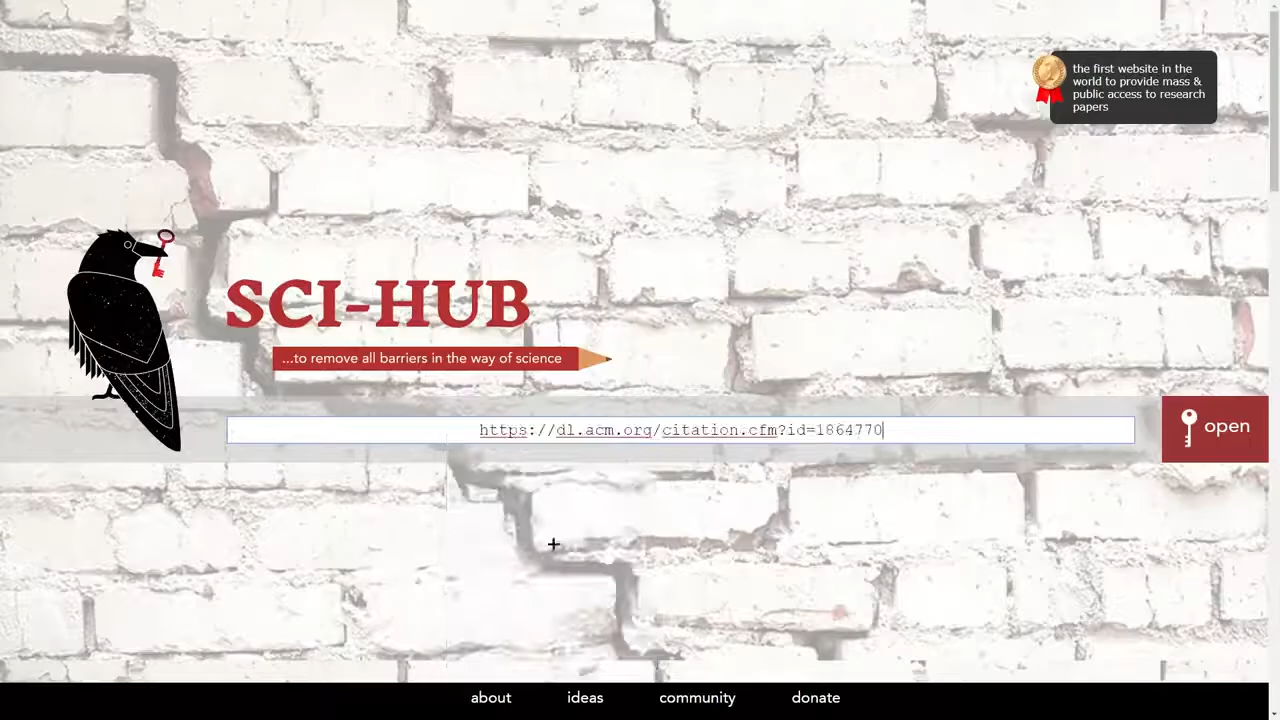 the first website in the
world to provide mass &
public access to research
papers
SCI-HUB
...to remove all barriers in the way of science
https://dl.acm.org/citation.cfm?id=1864770
open
about ideas community donate